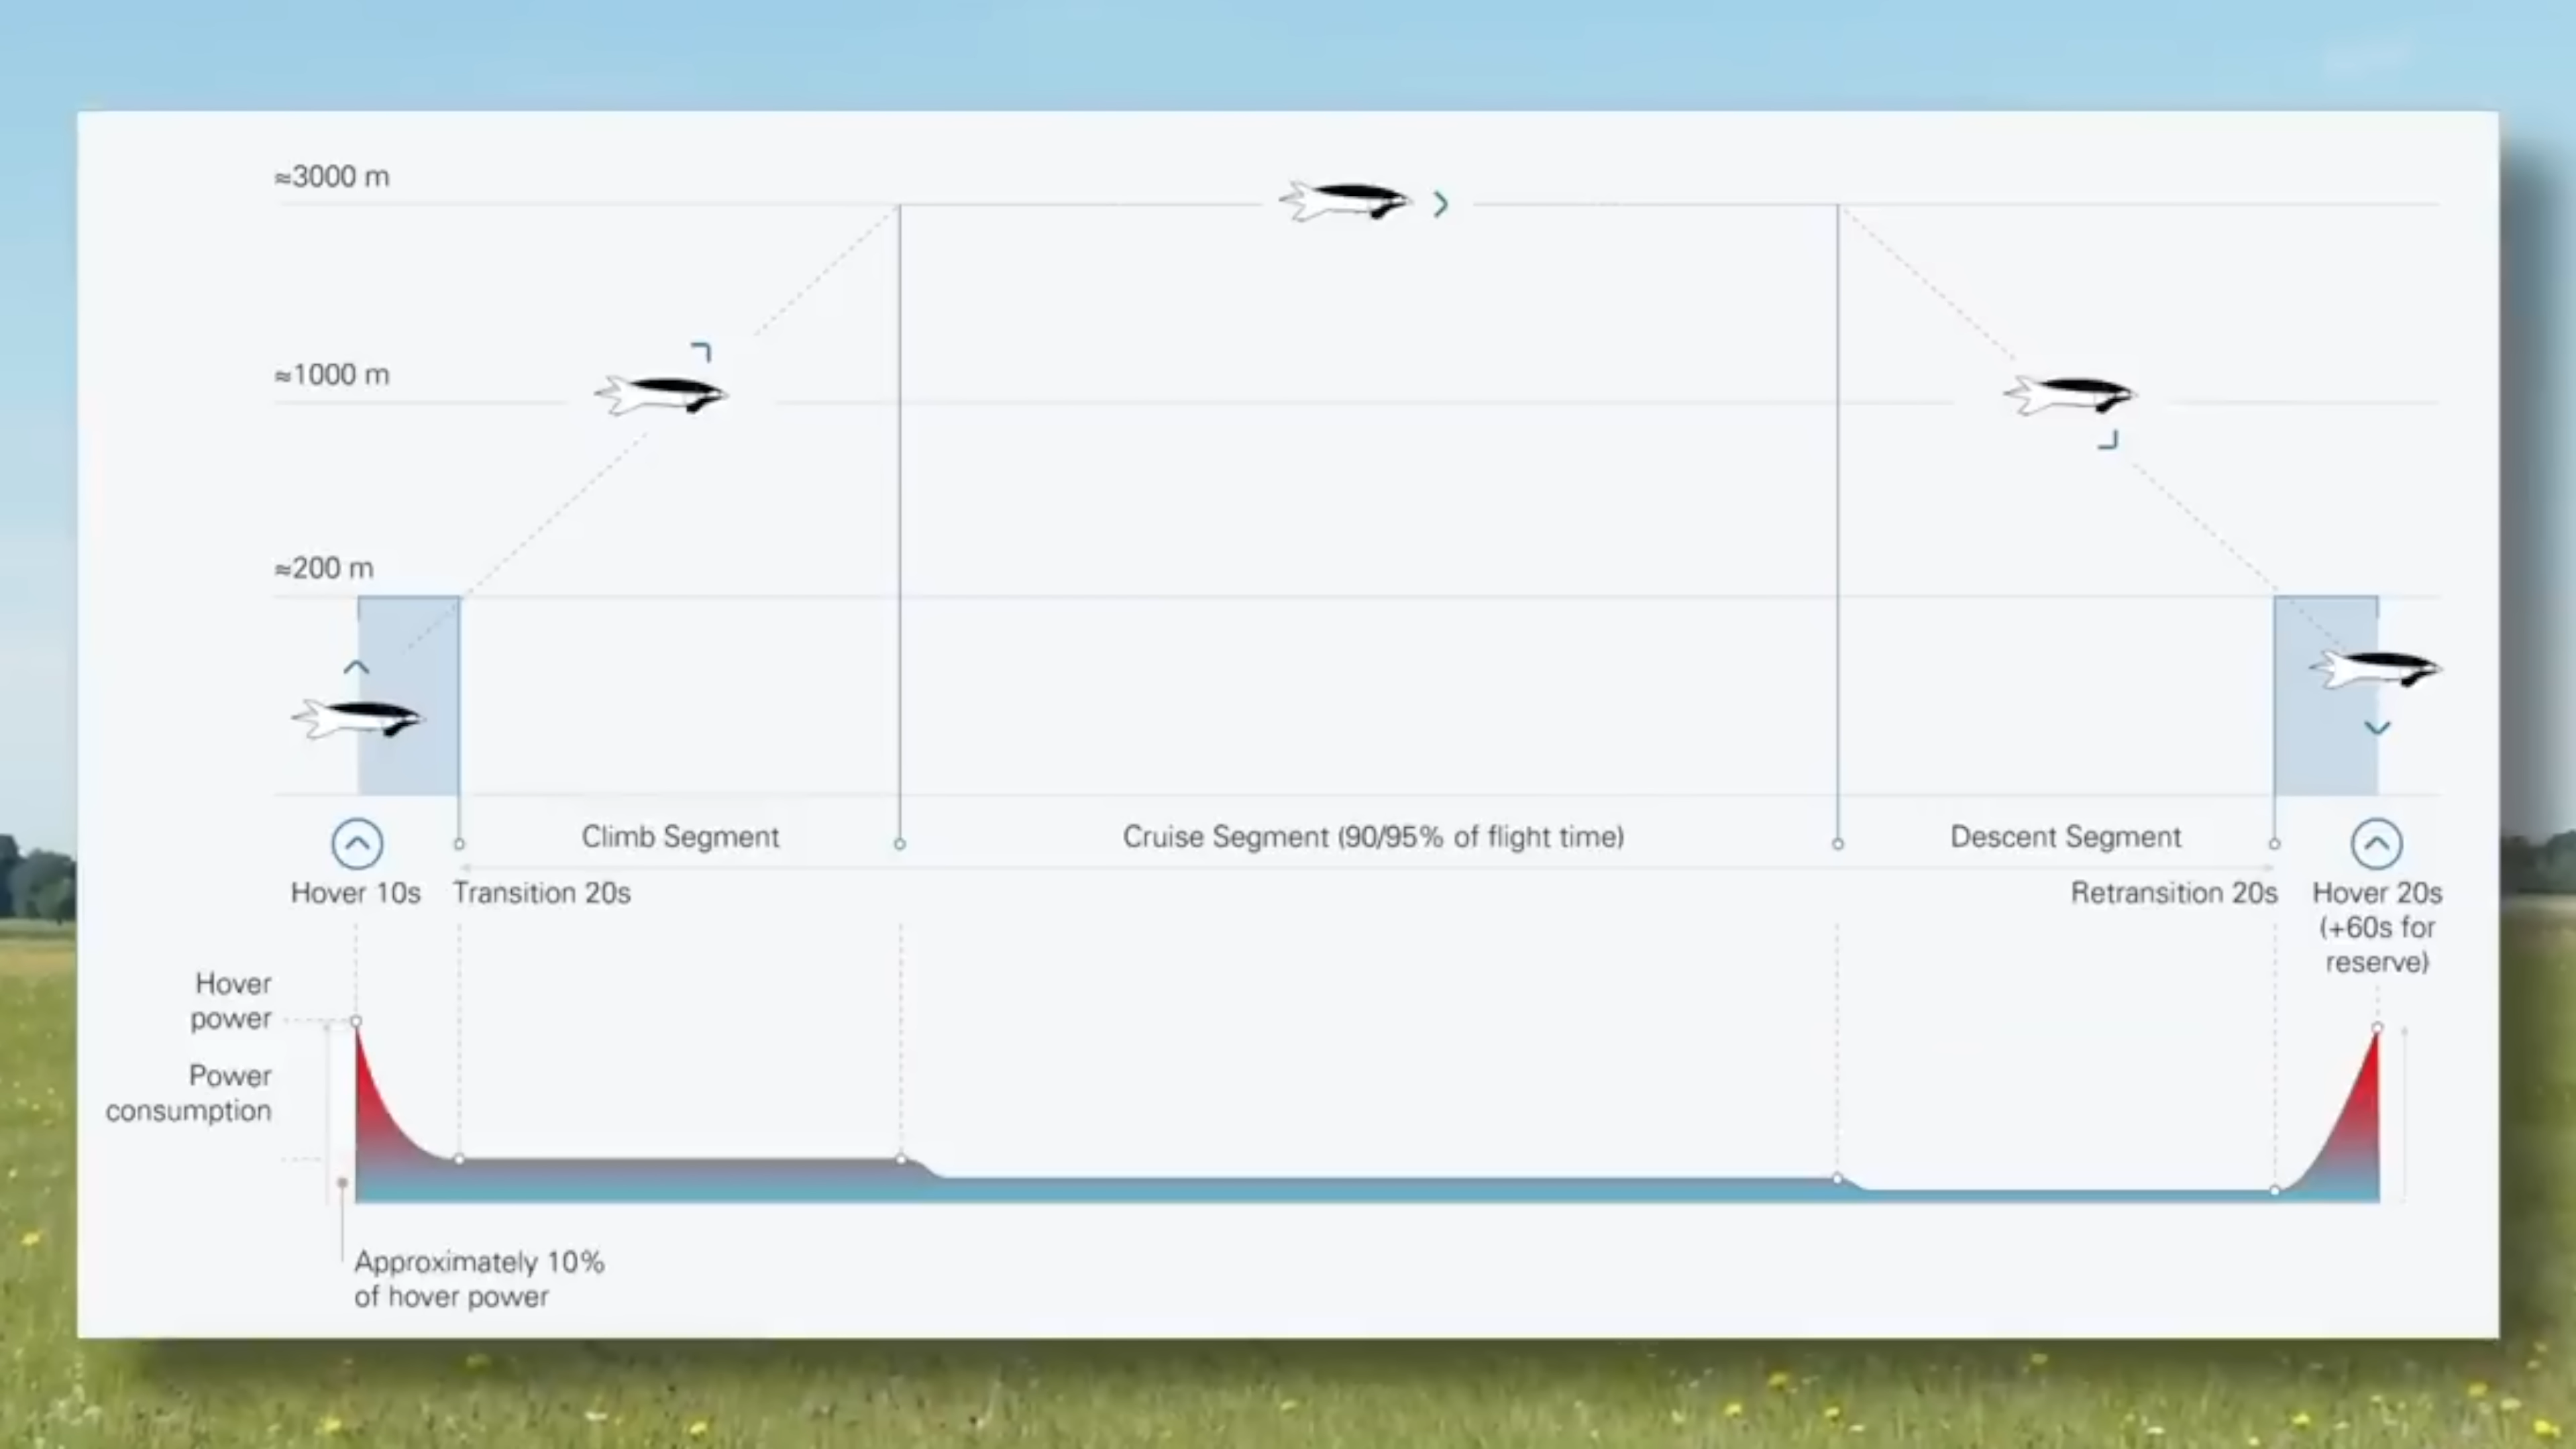 ≈3000 m
≈1000 m
≈200 m
Climb Segment
Cruise Segment (90/95% of flight time)
Descent Segment
Hover 10s
Transition 20s
Retransition 20s
Hover 20s
(+60s for
reserve)
Hover
power
Power
consumption
Approximately 10%
of hover power